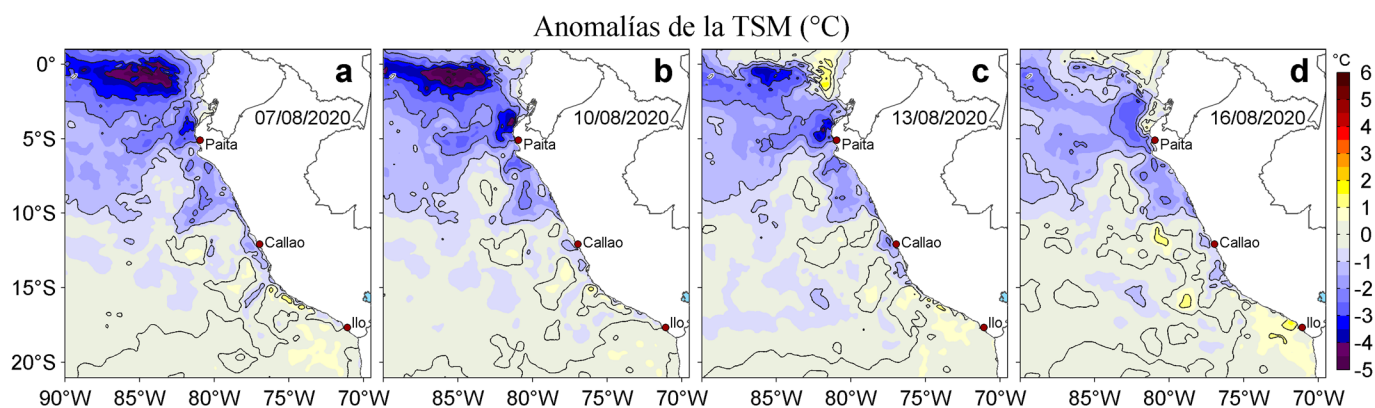 Anomalías de la TSM (°C)
a
b
c
d
07/08/2020
10/08/2020
13/08/2020
16/08/2020
Paita
Paita
Paita
Paita
Callao
Callao
Callao
Callao
Ilo
Ilo
Ilo
Ilo
0°
5°S
10°S
15°S
20°S
90°W 85°W 80°W 75°W 70°W
85°W 80°W 75°W 70°W
85°W 80°W 75°W 70°W
85°W 80°W 75°W 70°W
°C
6
5
4
3
2
1
0
-1
-2
-3
-4
-5